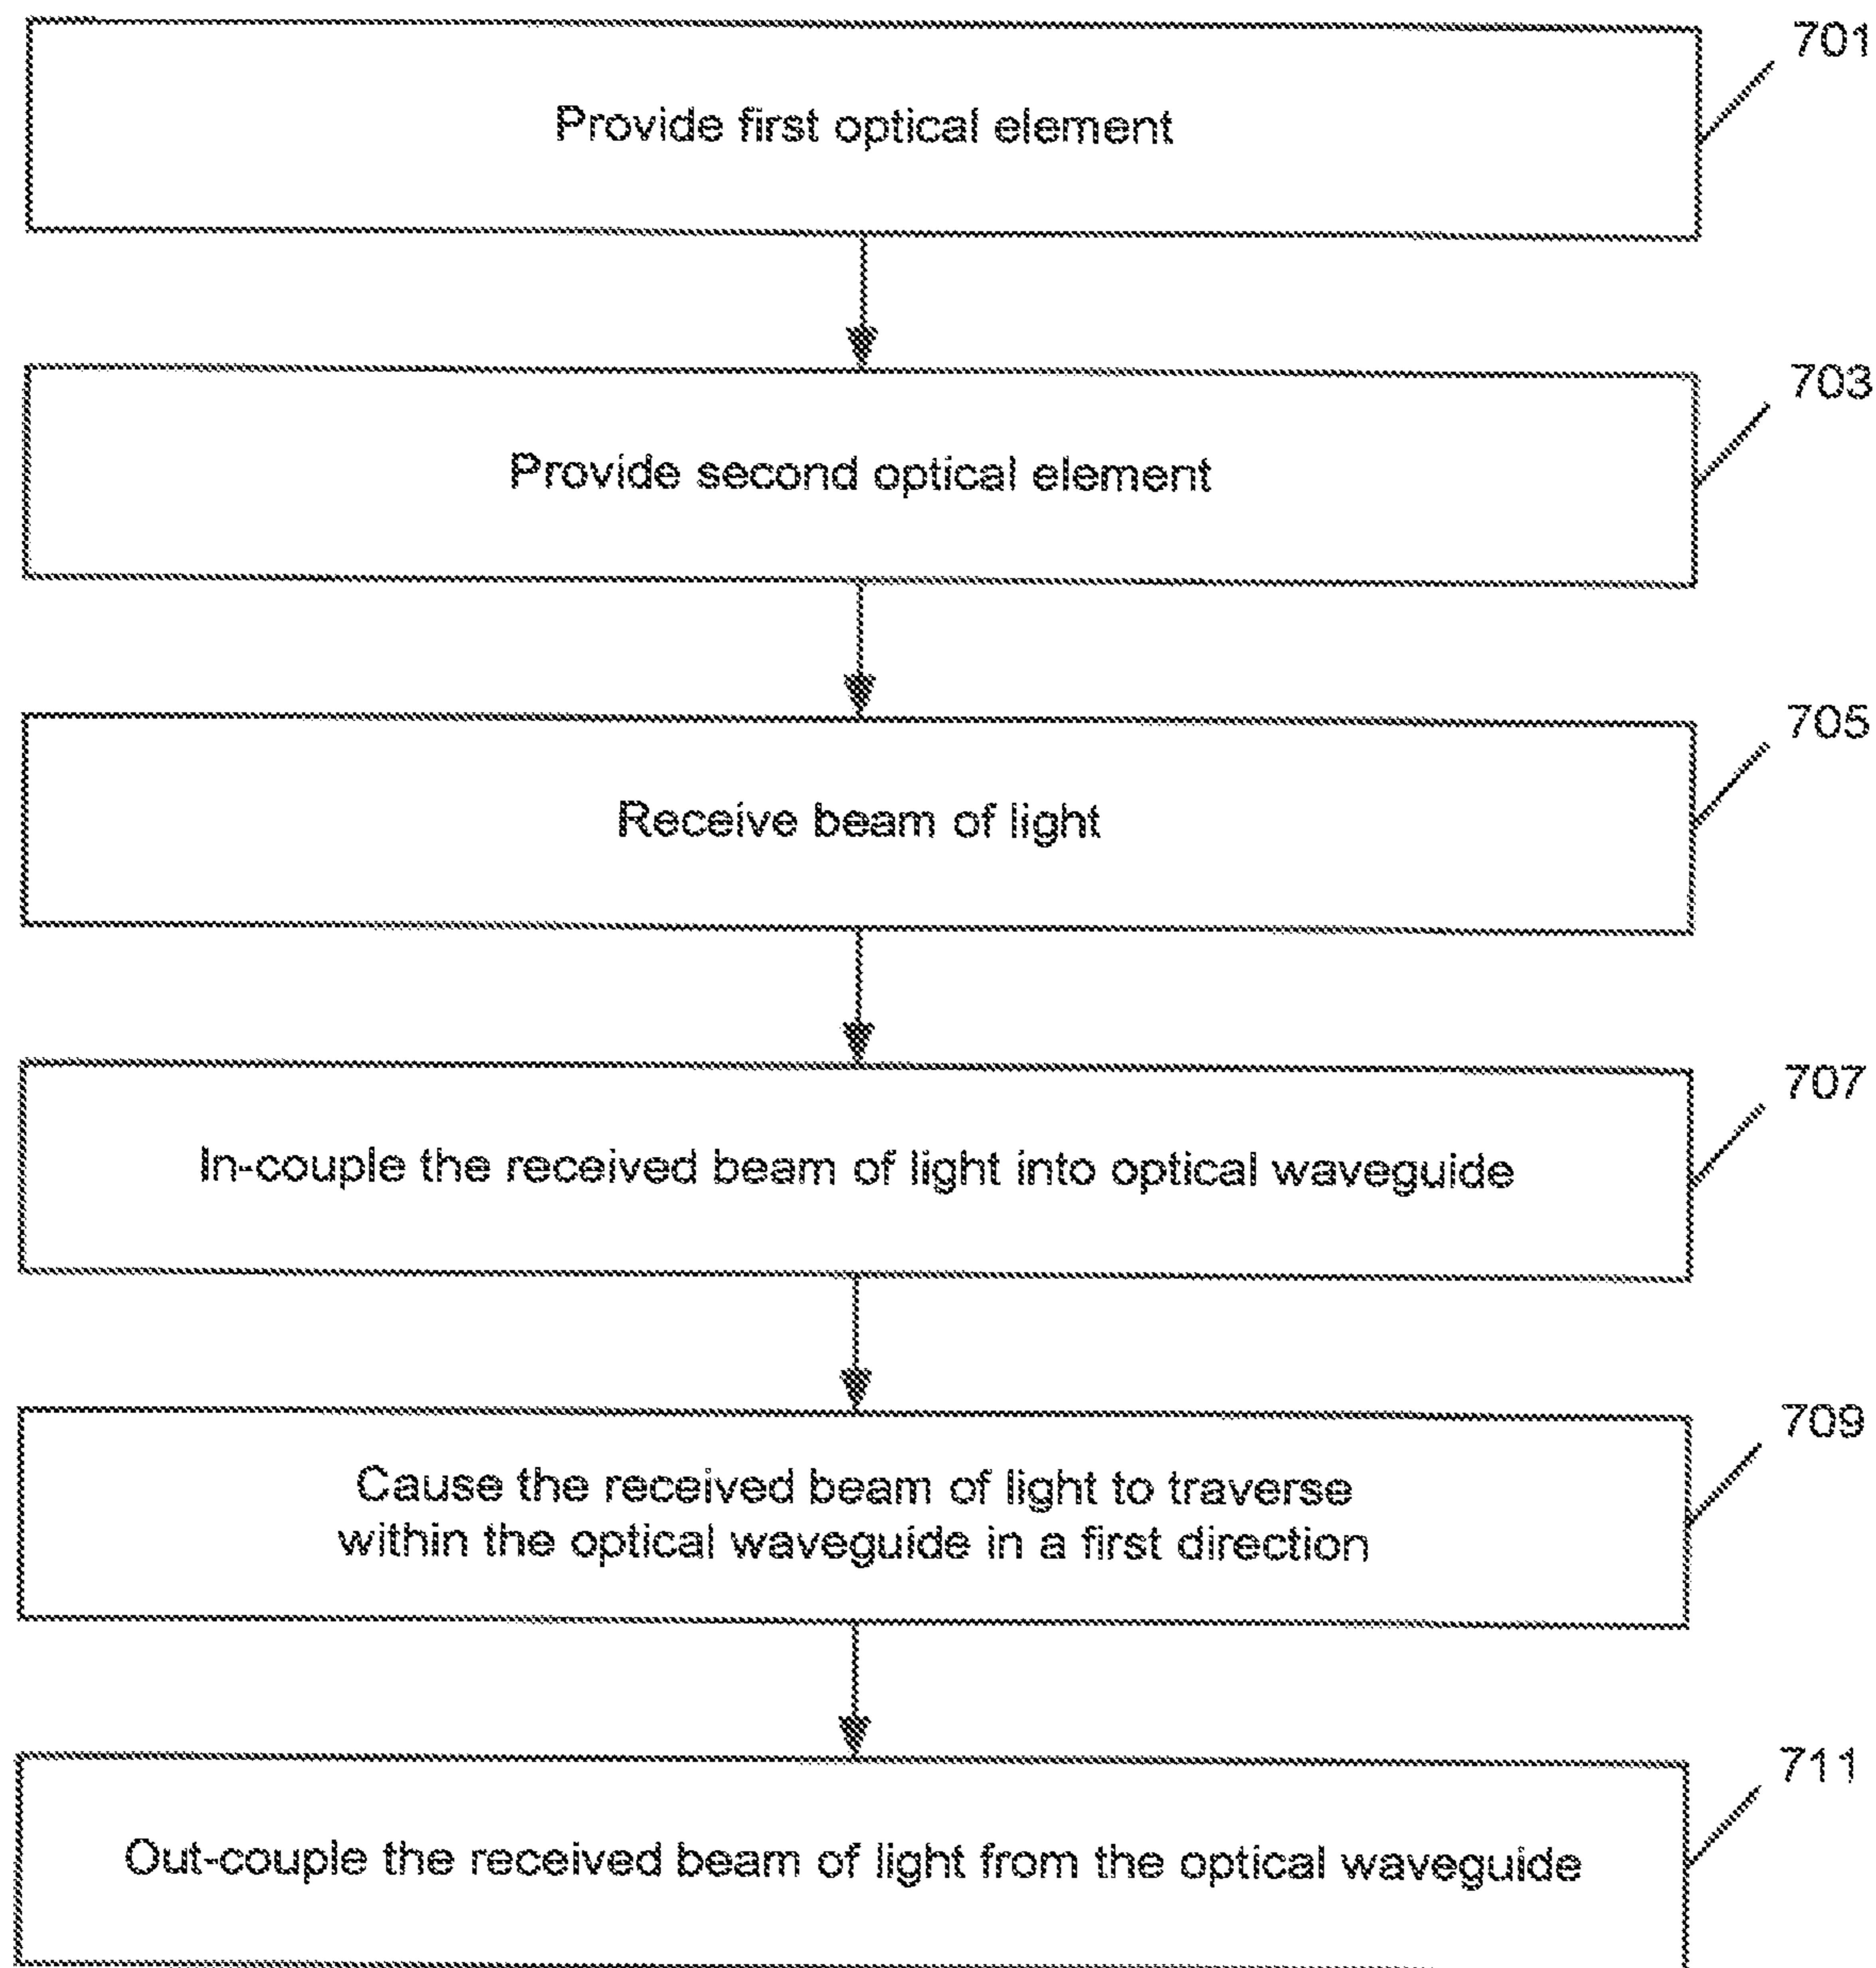 701
Provide first optical element
703
Provide second optical element
705
Receive beam of light
707
In-couple the received beam of light into optical waveguide
709
Cause the received beam of light to traverse
within the optical waveguide in a first direction
711
Out-couple the received beam of light from the optical waveguide